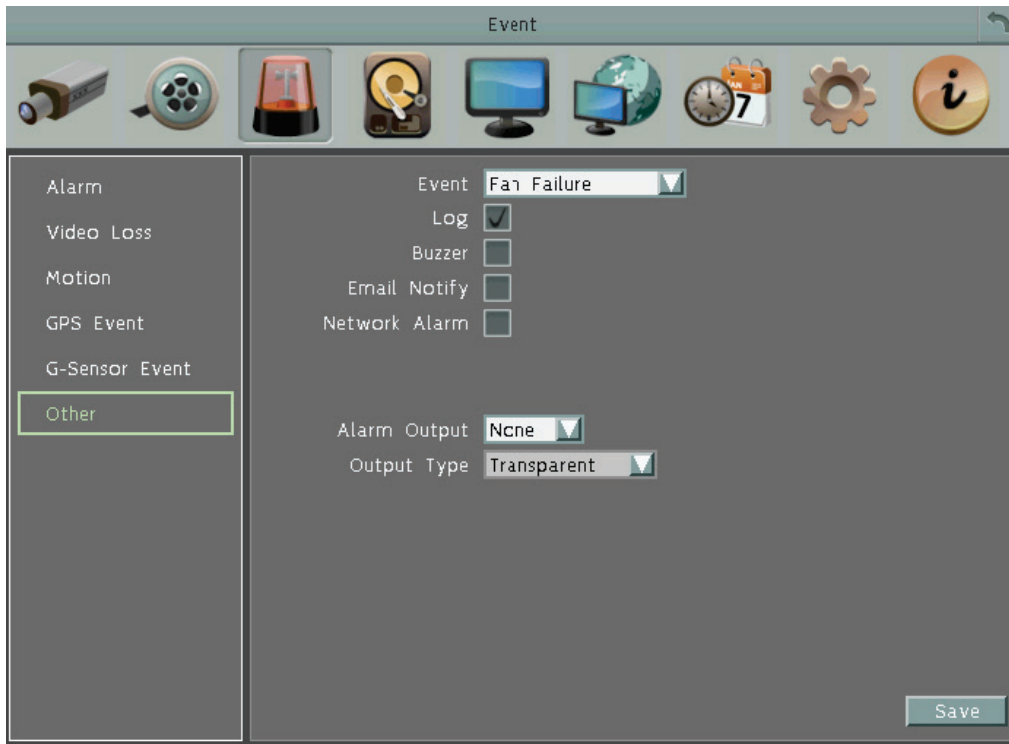 Event
7
i
Alarm
Video Loss
Motion
GPS Event
G-Sensor Event
Other
Event Fan Failure
Log
Buzzer
Email Notify
Network Alarm
Alarm Output None
Output Type Transparent
Save